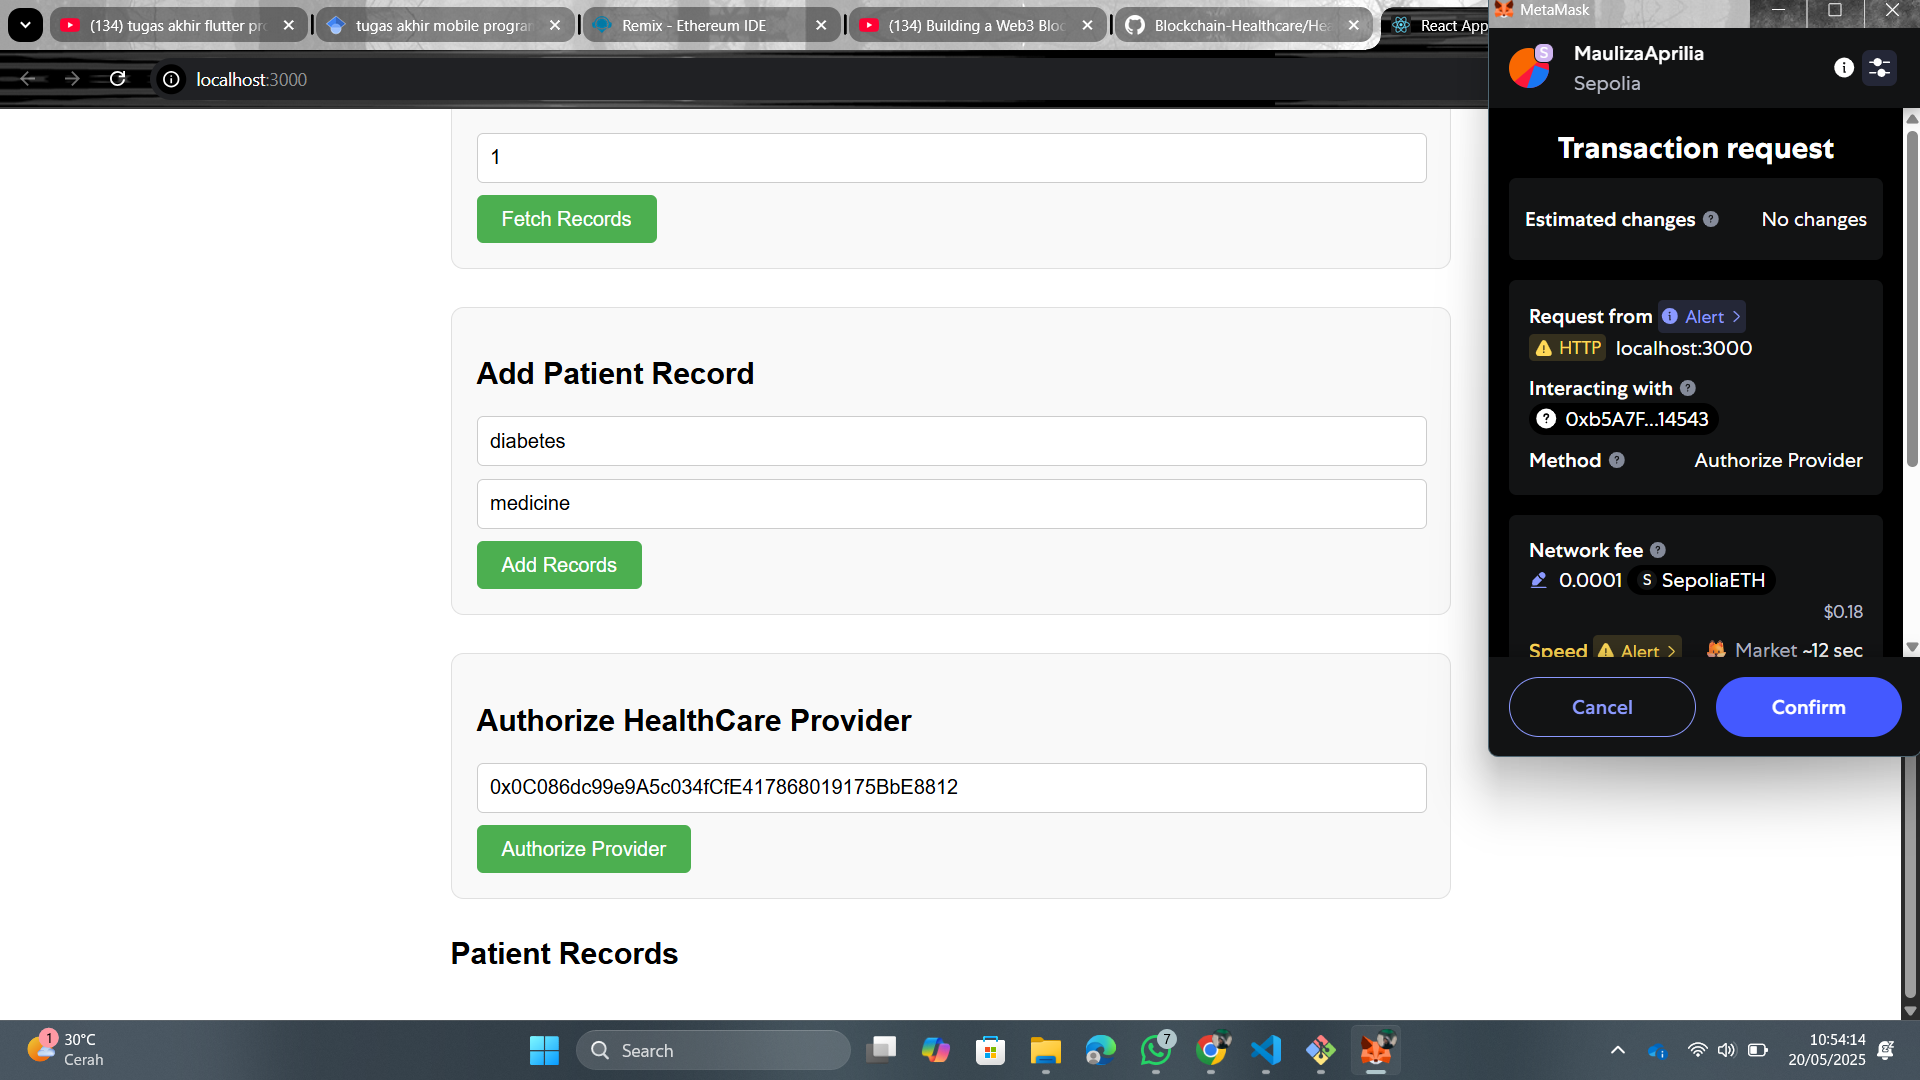 (134) tugas akhir flutter pr
tugas akhir mobile progra
Remix - Ethereum IDE
(134) Building a Web3 Bloc
Blockchain-Healthcare/Hea
React App
MetaMask
localhost:3000
MaulizaAprilia
Sepolia
1
Fetch Records
Add Patient Record
diabetes
medicine
Add Records
Authorize HealthCare Provider
0x0C086dc99e9A5c034fCfE417868019175BbE8812
Authorize Provider
Patient Records
Transaction request
Estimated changes ? No changes
Request from Alert >
HTTP localhost:3000
Interacting with ?
? 0xb5A7F...14543
Method ? Authorize Provider
Network fee ?
0.0001 S SepoliaETH
$0.18
Speed Alert > Market ~12 sec
Cancel Confirm
1 30°C
Cerah
Search
7
10:54:14
20/05/2025